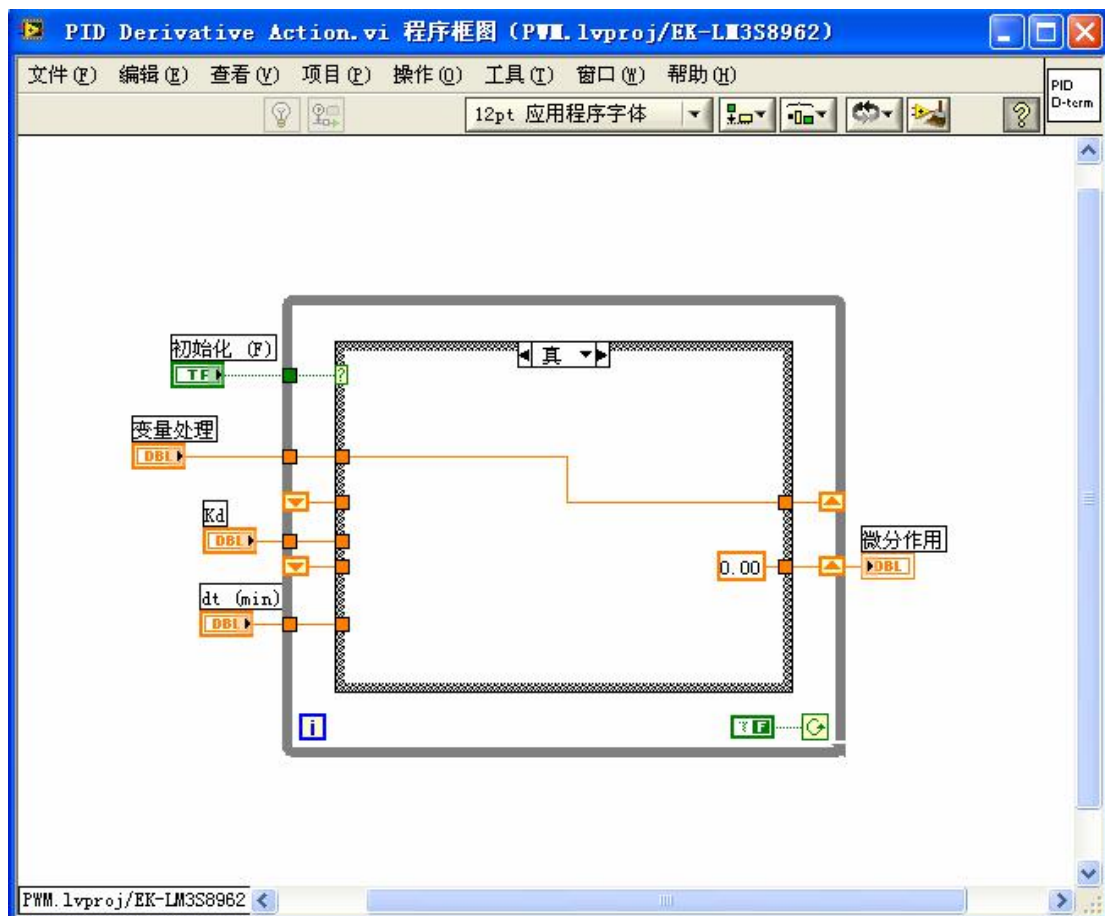 PID Derivative Action.vi 程序框图 (PWM.lvproj/EK-LM3S8962)
文件(F) 编辑(E) 查看(V) 项目(P) 操作(O) 工具(T) 窗口(W) 帮助(H)
12pt 应用程序字体
?
PID
D-term
真
初始化 (F)
TF
?
变量处理
DBL
Kd
DBL
微分作用
0.00
DBL
dt (min)
DBL
i
F
PWM.lvproj/EK-LM3S8962